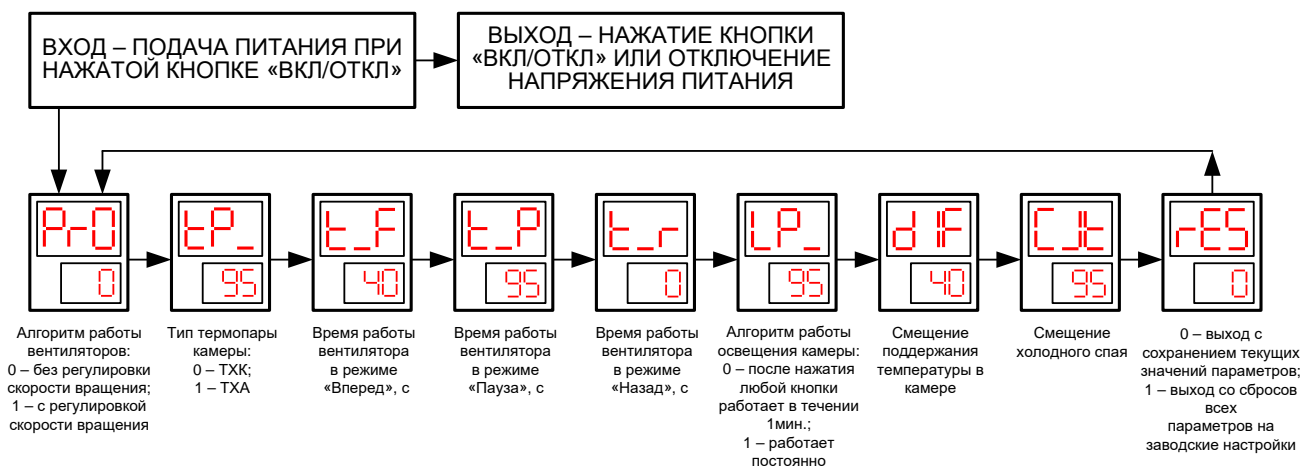 ВХОД – ПОДАЧА ПИТАНИЯ ПРИ
НАЖАТОЙ КНОПКЕ «ВКЛ/ОТКЛ»
ВЫХОД – НАЖАТИЕ КНОПКИ
«ВКЛ/ОТКЛ» ИЛИ ОТКЛЮЧЕНИЕ
НАПРЯЖЕНИЯ ПИТАНИЯ
Pr0
0
Алгоритм работы
вентиляторов:
0 – без регулировки
скорости вращения;
1 – с регулировкой
скорости вращения
tP_
95
Тип термопары
камеры:
0 – ТХК;
1 – ТХА
t_F
40
Время работы
вентилятора
в режиме
«Вперед», с
t_P
95
Время работы
вентилятора
в режиме
«Пауза», с
t_r
0
Время работы
вентилятора
в режиме
«Назад», с
LP_
95
Алгоритм работы
освещения камеры:
0 – после нажатия
любой кнопки
работает в течении
1мин.;
1 – работает
постоянно
dIF
40
Смещение
поддержания
температуры в
камере
CJt
95
Смещение
холодного спая
rES
0
0 – выход с
сохранением текущих
значений параметров;
1 – выход со сбросов
всех
параметров на
заводские настройки